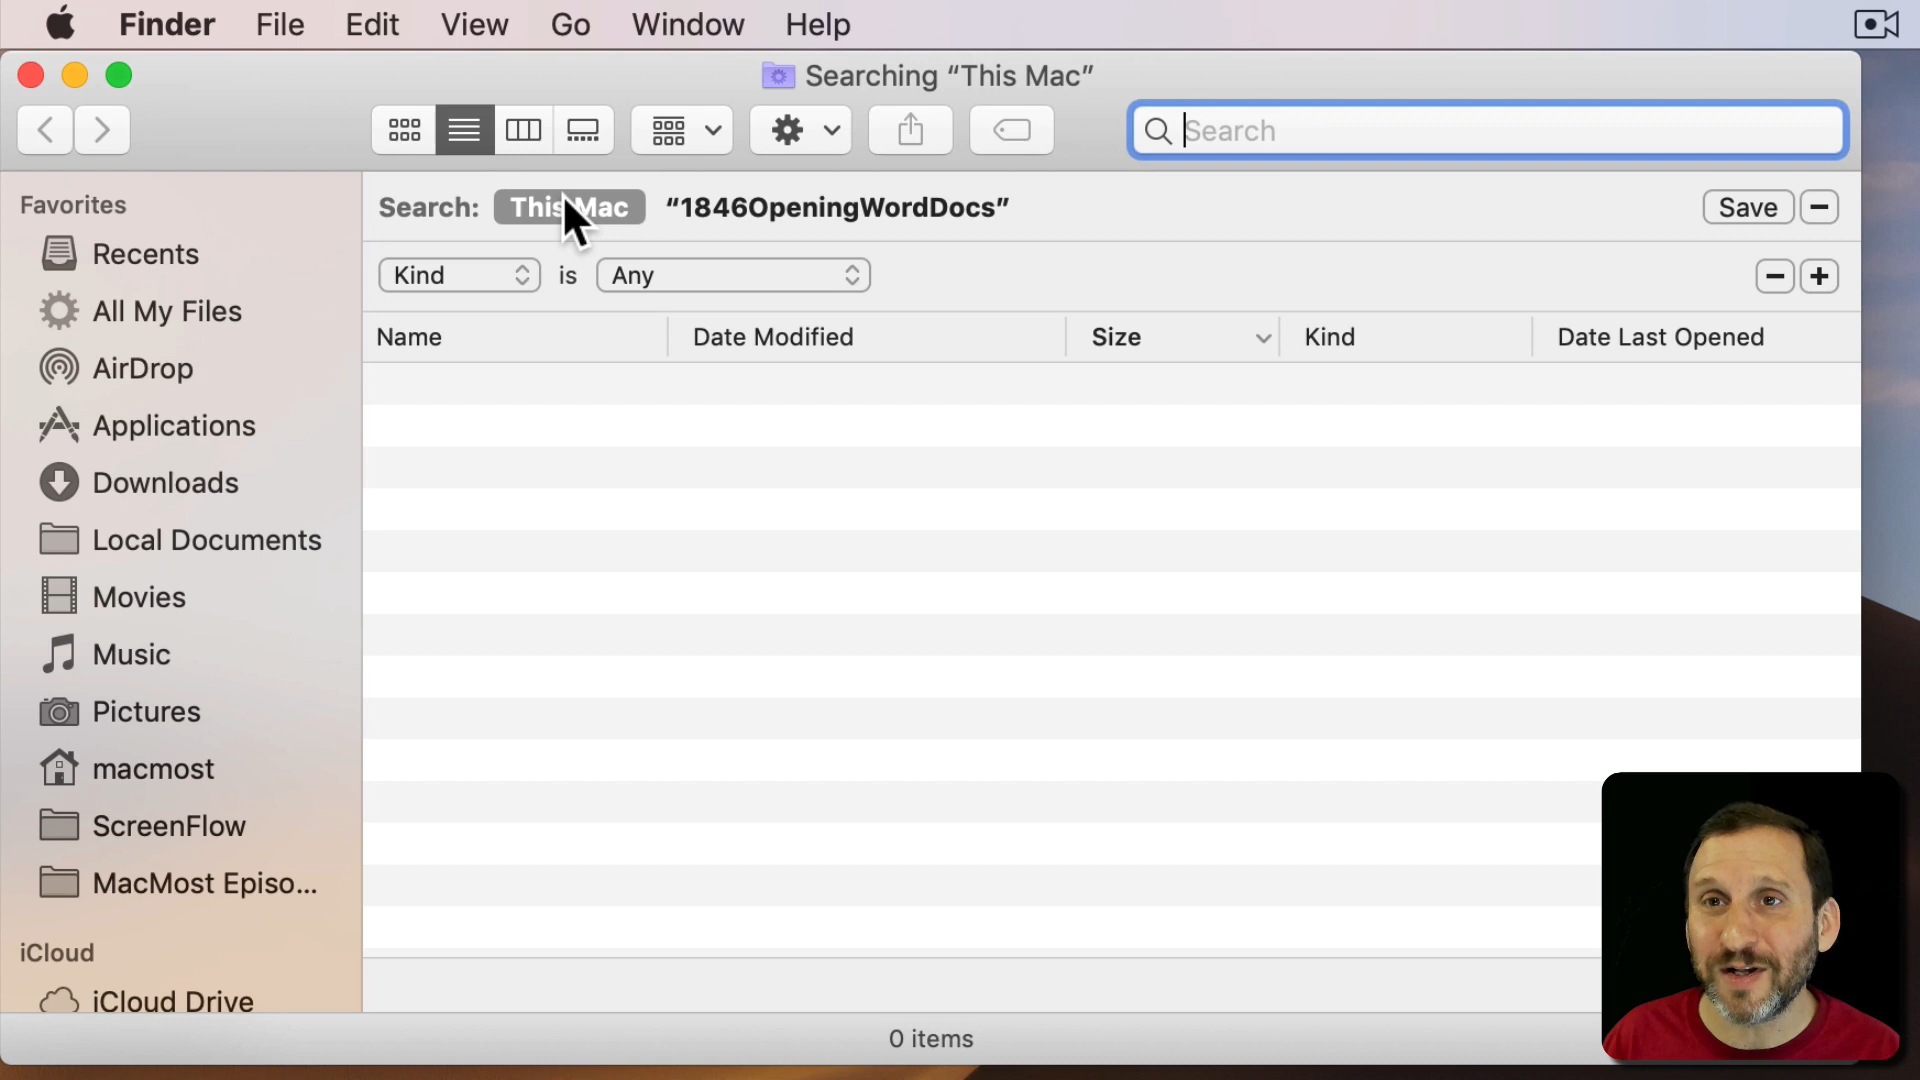 Finder File Edit View Go Window Help
Searching “This Mac”
Search
Favorites
Recents
All My Files
AirDrop
Applications
Downloads
Local Documents
Movies
Music
Pictures
macmost
ScreenFlow
MacMost Episo...
iCloud
iCloud Drive
Search: This Mac “1846OpeningWordDocs” Save
Kind is Any
Name Date Modified Size Kind Date Last Opened
0 items